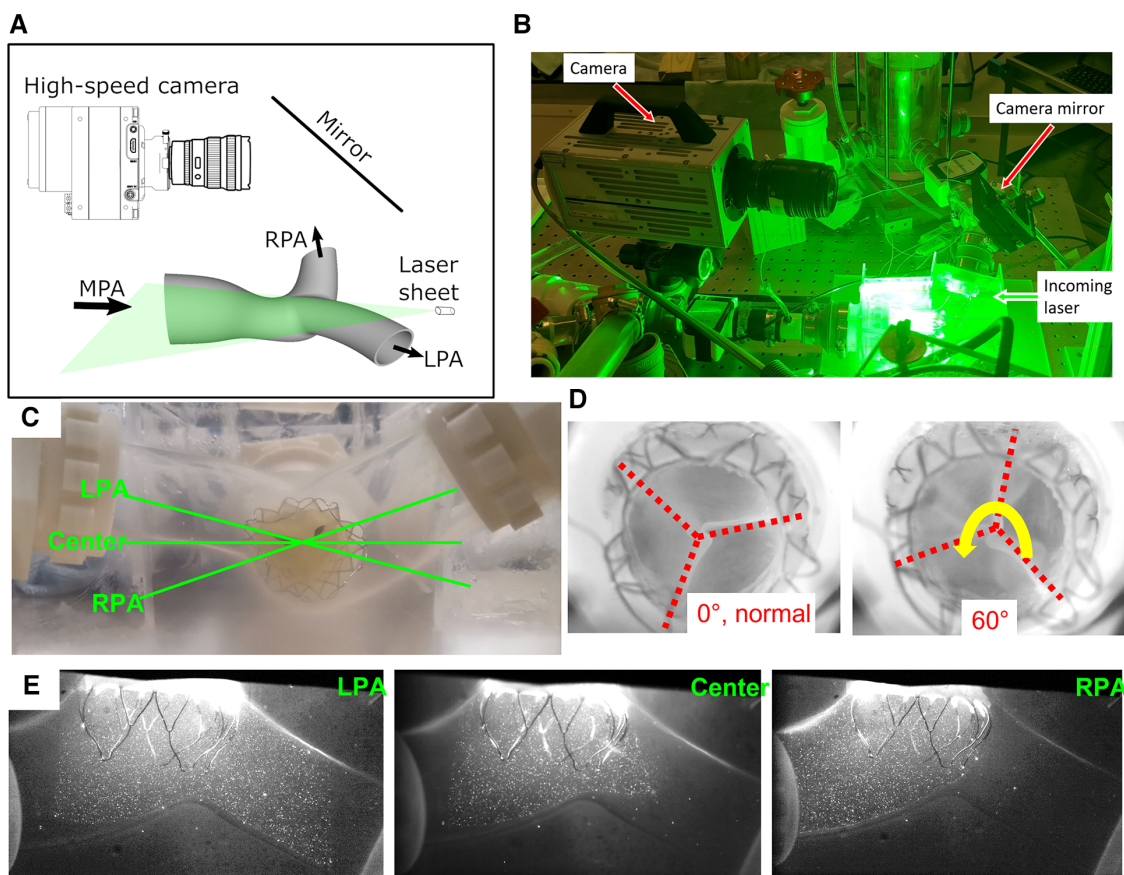 A
High-speed camera
Mirror
RPA
MPA
Laser
sheet
LPA
B
Camera
Camera mirror
Incoming
laser
C
LPA
Center
RPA
D
0°, normal
60°
E
LPA
Center
RPA